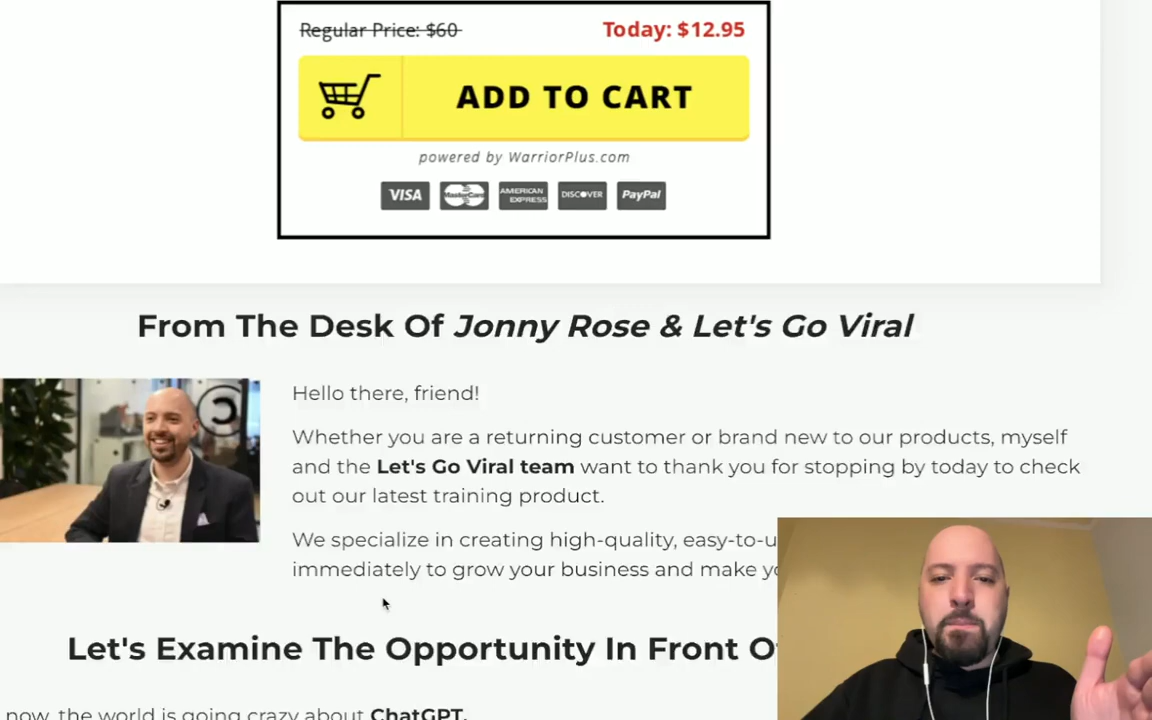 Regular Price: $60
Today: $12.95
ADD TO CART
powered by WarriorPlus.com
VISA MasterCard AMERICAN EXPRESS DISCOVER PayPal
From The Desk Of Jonny Rose & Let's Go Viral
Hello there, friend!
Whether you are a returning customer or brand new to our products, myself
and the Let's Go Viral team want to thank you for stopping by today to check
out our latest training product.
We specialize in creating high-quality, easy-to-u
immediately to grow your business and make yo
Let's Examine The Opportunity In Front O
now, the world is going crazy about ChatGPT.